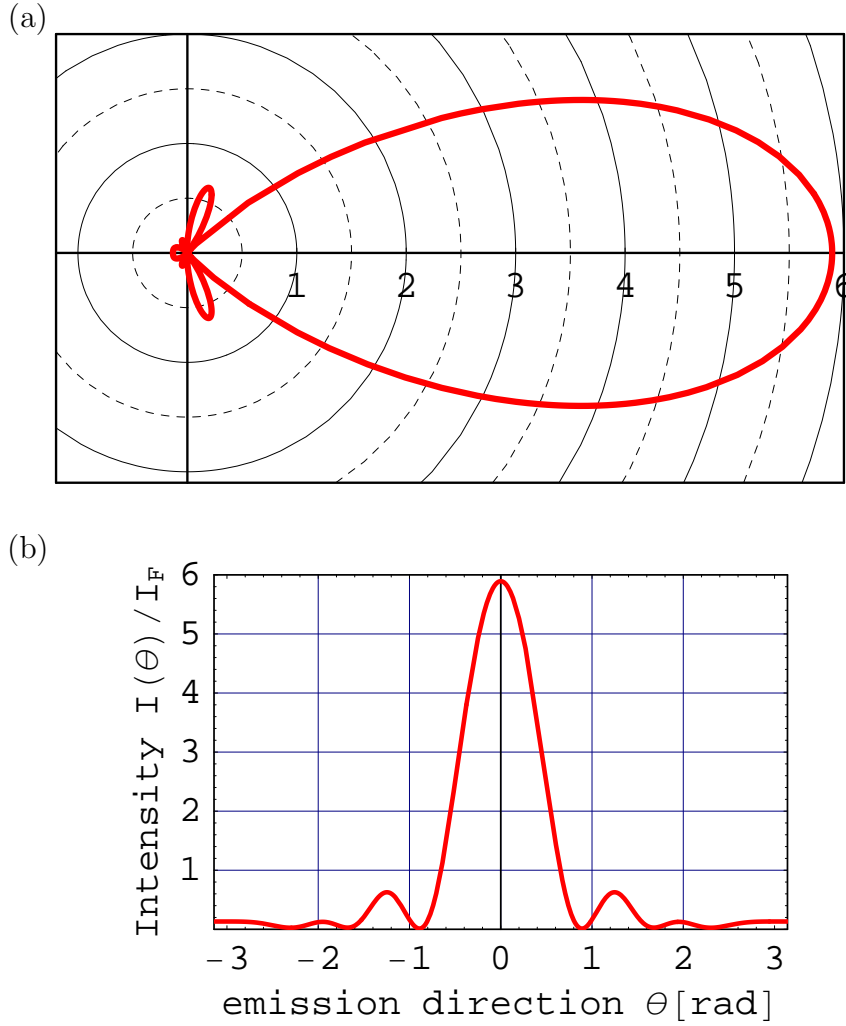 (a)
1 2 3 4 5 6
(b)
Intensity I(θ)/I_F
6
5
4
3
2
1
-3 -2 -1 0 1 2 3
emission direction θ[rad]